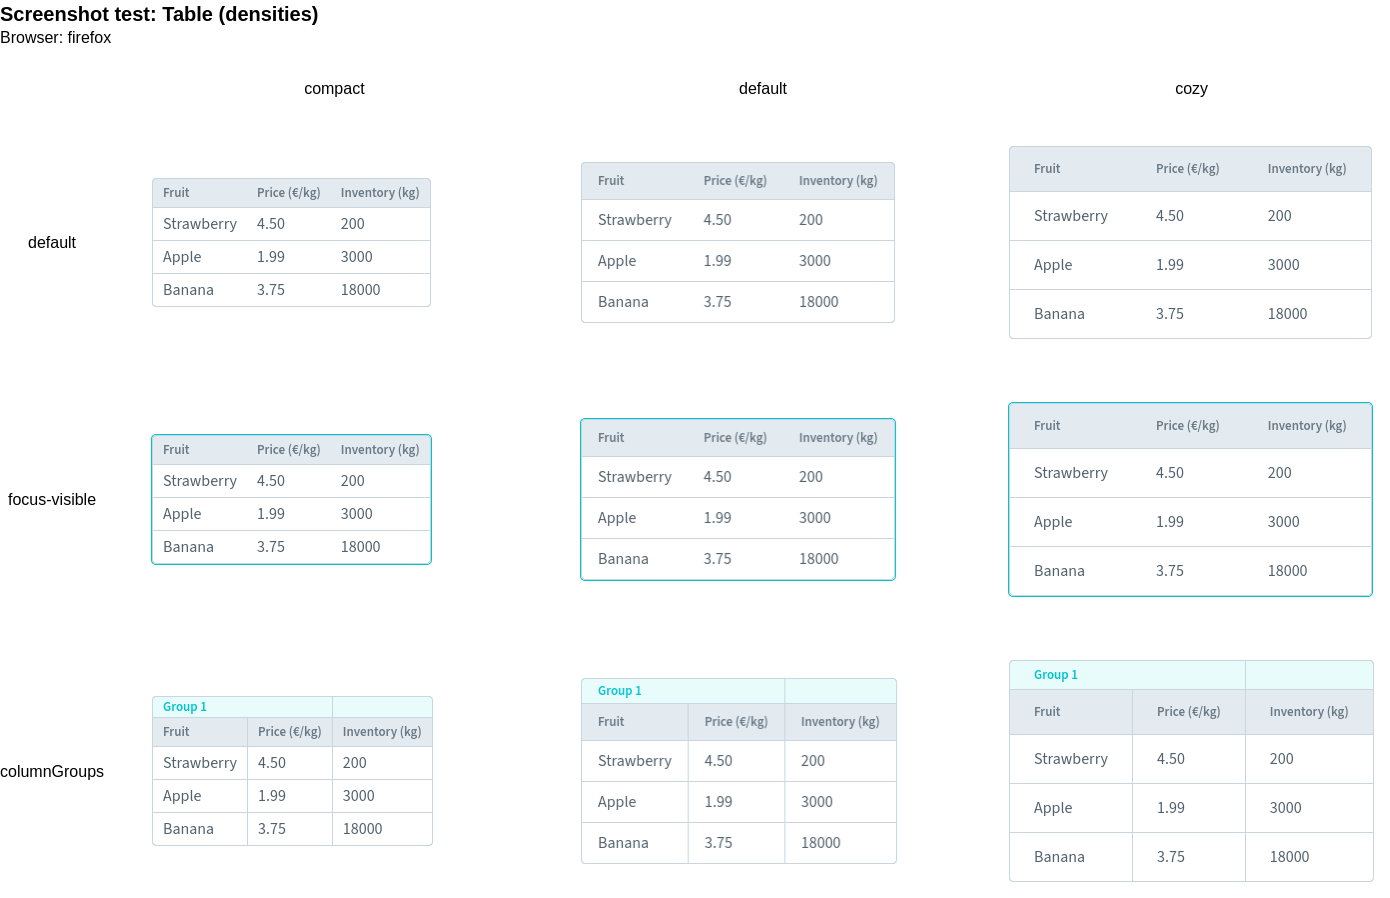 Screenshot test: Table (densities)
Browser: firefox
compact default cozy
default
Fruit Price (€/kg) Inventory (kg)
Strawberry 4.50 200
Apple 1.99 3000
Banana 3.75 18000
Fruit Price (€/kg) Inventory (kg)
Strawberry 4.50 200
Apple 1.99 3000
Banana 3.75 18000
Fruit Price (€/kg) Inventory (kg)
Strawberry 4.50 200
Apple 1.99 3000
Banana 3.75 18000
focus-visible
Fruit Price (€/kg) Inventory (kg)
Strawberry 4.50 200
Apple 1.99 3000
Banana 3.75 18000
Fruit Price (€/kg) Inventory (kg)
Strawberry 4.50 200
Apple 1.99 3000
Banana 3.75 18000
Fruit Price (€/kg) Inventory (kg)
Strawberry 4.50 200
Apple 1.99 3000
Banana 3.75 18000
columnGroups
Group 1
Fruit Price (€/kg) Inventory (kg)
Strawberry 4.50 200
Apple 1.99 3000
Banana 3.75 18000
Group 1
Fruit Price (€/kg) Inventory (kg)
Strawberry 4.50 200
Apple 1.99 3000
Banana 3.75 18000
Group 1
Fruit Price (€/kg) Inventory (kg)
Strawberry 4.50 200
Apple 1.99 3000
Banana 3.75 18000